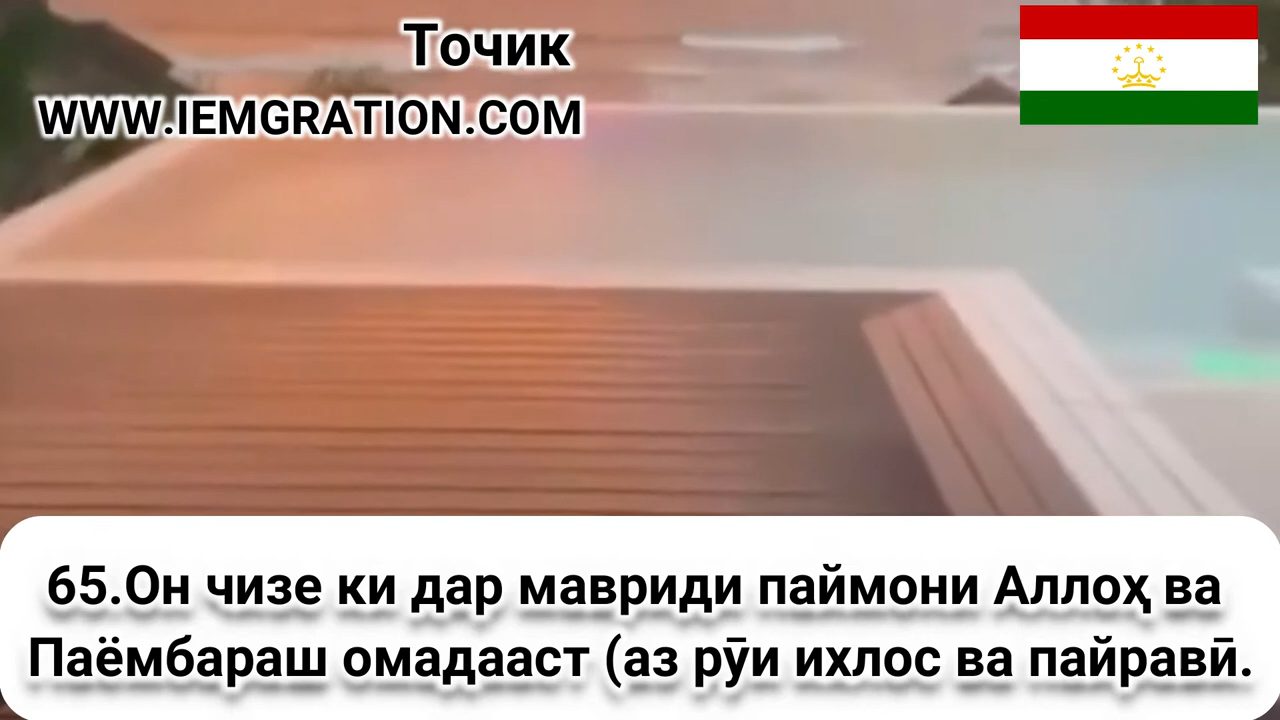 Точик
WWW.IEMGRATION.COM
65.Он чизе ки дар мавриди паймони Аллоҳ ва
Паёмбараш омадааст (аз рӯи ихлос ва пайравӣ.